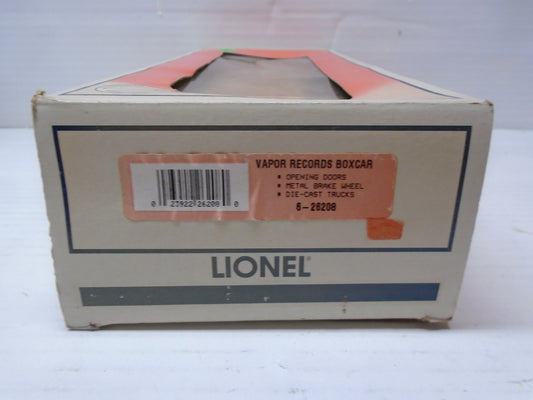 VAPOR RECORDS BOXCAR
• OPENING DOORS
• METAL BRAKE WHEEL
• DIE-CAST TRUCKS
6-26208
0 23922 26208 0
LIONEL®